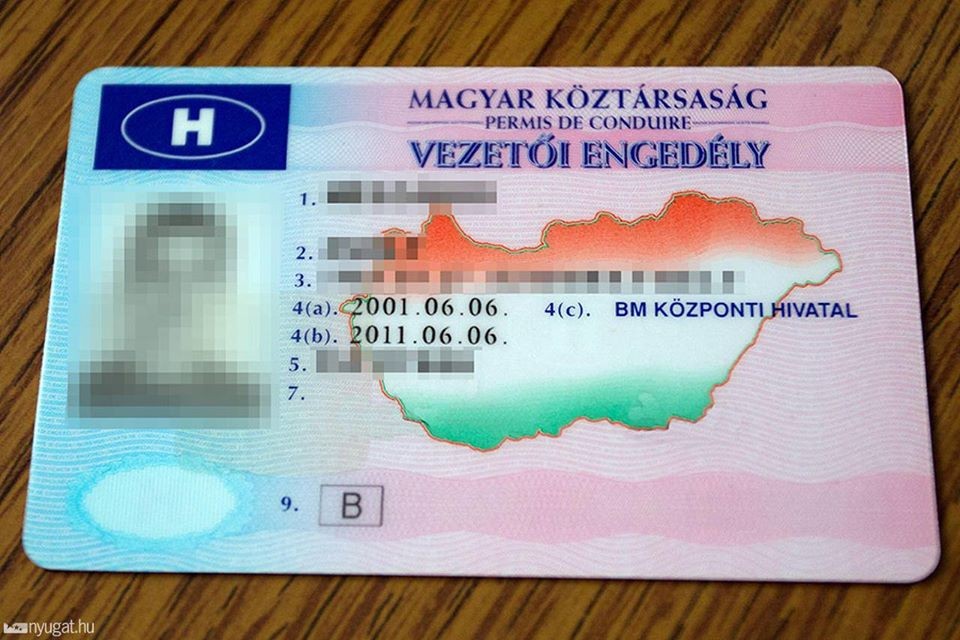 H
MAGYAR KÖZTÁRSASÁG
PERMIS DE CONDUIRE
VEZETŐI ENGEDÉLY
1.
2.
3.
4(a). 2001.06.06. 4(c). BM KÖZPONTI HIVATAL
4(b). 2011.06.06.
5.
7.
9. B
nyugat.hu